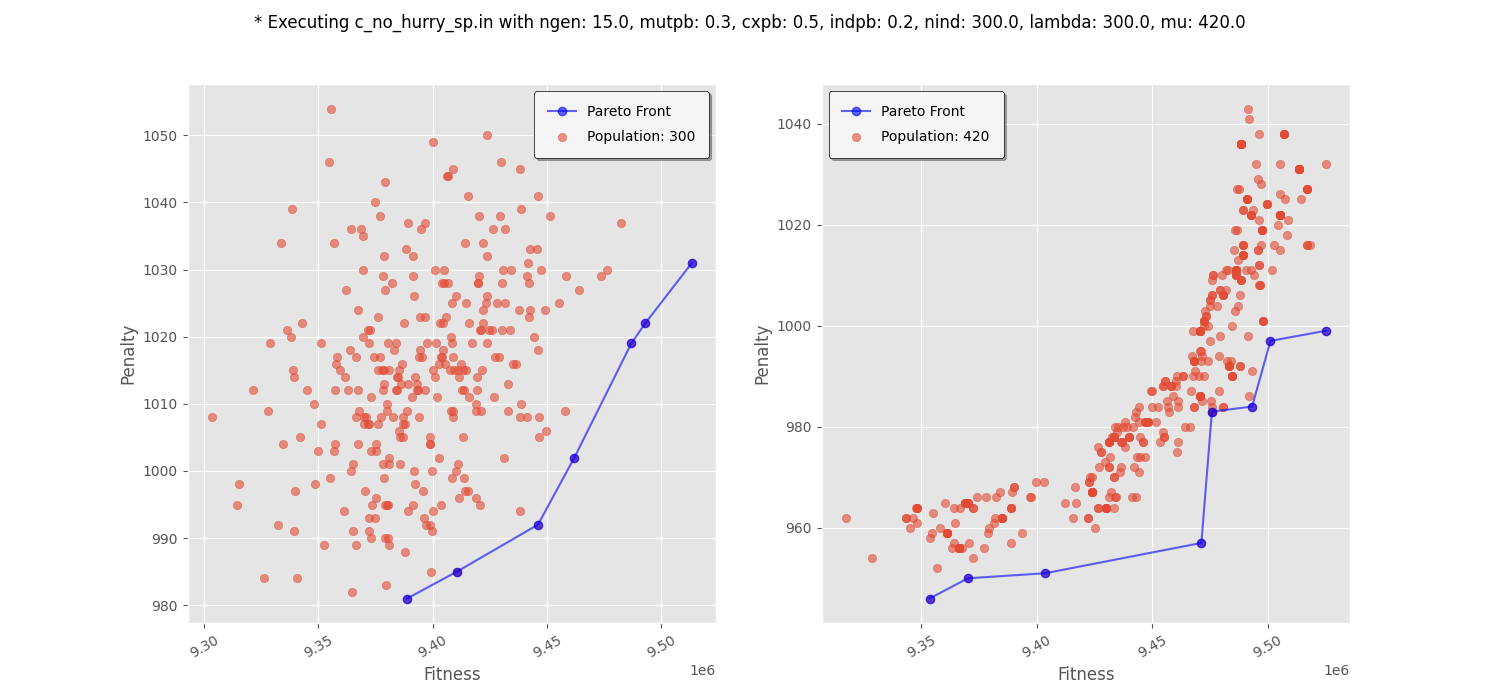 * Executing c_no_hurry_sp.in with ngen: 15.0, mutpb: 0.3, cxpb: 0.5, indpb: 0.2, nind: 300.0, lambda: 300.0, mu: 420.0
Pareto Front
Population: 300
1050
1040
1030
1020
1010
1000
990
980
Penalty
9.30
9.35
9.40
9.45
9.50
1e6
Fitness
Pareto Front
Population: 420
1040
1020
1000
980
960
Penalty
9.35
9.40
9.45
9.50
1e6
Fitness